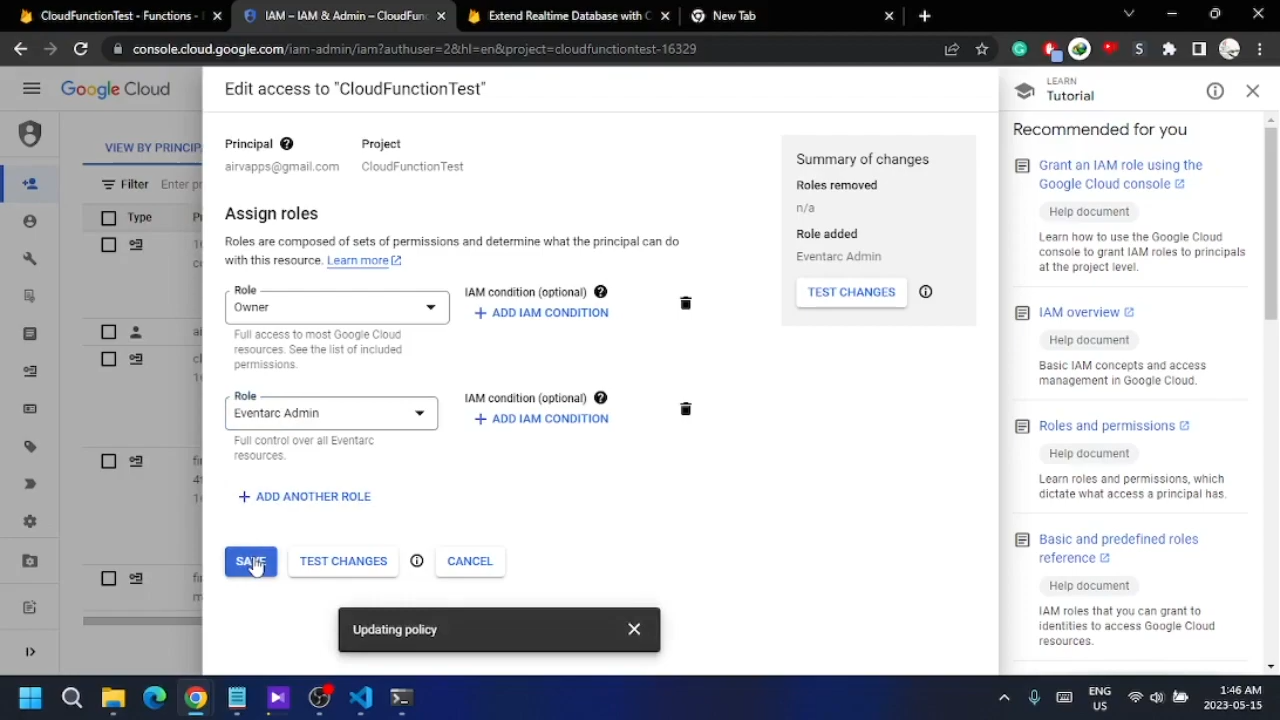 CloudFunctionTest - Functions -
IAM – IAM & Admin – CloudFun
Extend Realtime Database with C
New Tab
console.cloud.google.com/iam-admin/iam?authuser=2&hl=en&project=cloudfunctiontest-16329
Google Cloud
VIEW BY PRINCIP
Filter Enter pr
Type
Edit access to "CloudFunctionTest"
Principal
Project
airvapps@gmail.com
CloudFunctionTest
Assign roles
Roles are composed of sets of permissions and determine what the principal can do
with this resource. Learn more
Role
Owner
IAM condition (optional)
+ ADD IAM CONDITION
Full access to most Google Cloud
resources. See the list of included
permissions.
Role
Eventarc Admin
IAM condition (optional)
+ ADD IAM CONDITION
Full control over all Eventarc
resources.
+ ADD ANOTHER ROLE
SAVE
TEST CHANGES
CANCEL
Updating policy
Summary of changes
Roles removed
n/a
Role added
Eventarc Admin
TEST CHANGES
LEARN
Tutorial
Recommended for you
Grant an IAM role using the
Google Cloud console
Help document
Learn how to use the Google Cloud
console to grant IAM roles to principals
at the project level.
IAM overview
Help document
Basic IAM concepts and access
management in Google Cloud.
Roles and permissions
Help document
Learn roles and permissions, which
dictate what access a principal has.
Basic and predefined roles
reference
Help document
IAM roles that you can grant to
identities to access Google Cloud
resources.
ENG
US
1:46 AM
2023-05-15